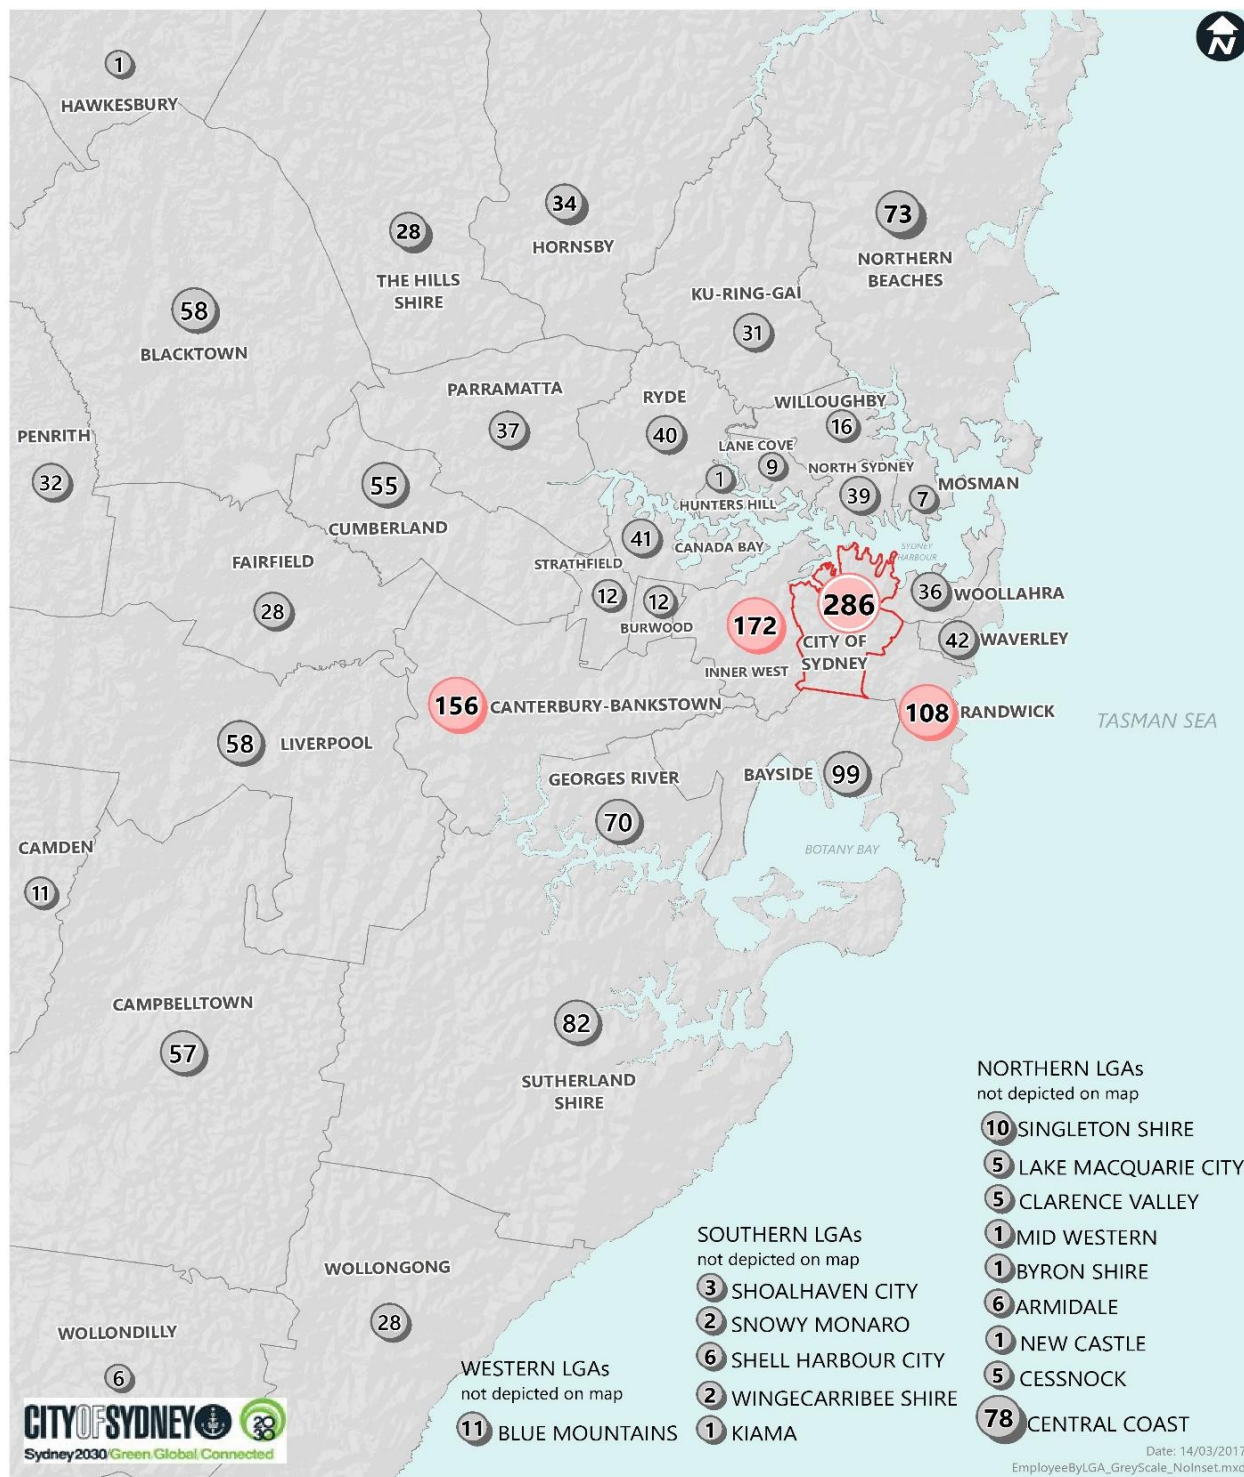 N
1
HAWKESBURY
34
HORNSBY
28
THE HILLS
SHIRE
73
NORTHERN
BEACHES
58
BLACKTOWN
KU-RING-GAI
31
PARRAMATTA
37
RYDE
40
WILLOUGHBY
16
PENRITH
32
55
CUMBERLAND
LANE COVE
9
1
HUNTERS HILL
NORTH SYDNEY
39
7
MOSMAN
41
CANADA BAY
SYDNEY
HARBOUR
FAIRFIELD
28
STRATHFIELD
12
12
BURWOOD
172
INNER WEST
286
CITY OF
SYDNEY
36
WOOLLAHRA
42
WAVERLEY
156
CANTERBURY-BANKSTOWN
108
RANDWICK
TASMAN SEA
58
LIVERPOOL
GEORGES RIVER
70
BAYSIDE
99
BOTANY BAY
CAMDEN
11
CAMPBELLTOWN
57
82
SUTHERLAND
SHIRE
WOLLONGONG
28
WOLLONDILLY
6
NORTHERN LGAs
not depicted on map
10 SINGLETON SHIRE
5 LAKE MACQUARIE CITY
5 CLARENCE VALLEY
1 MID WESTERN
1 BYRON SHIRE
6 ARMIDALE
1 NEW CASTLE
5 CESSNOCK
78 CENTRAL COAST
SOUTHERN LGAs
not depicted on map
3 SHOALHAVEN CITY
2 SNOWY MONARO
6 SHELL HARBOUR CITY
2 WINGECARRIBEE SHIRE
1 KIAMA
WESTERN LGAs
not depicted on map
11 BLUE MOUNTAINS
CITY OF SYDNEY 2030
Sydney2030/Green/Global/Connected
Date: 14/03/2017
EmployeeByLGA_GreyScale_NoInset.mxd